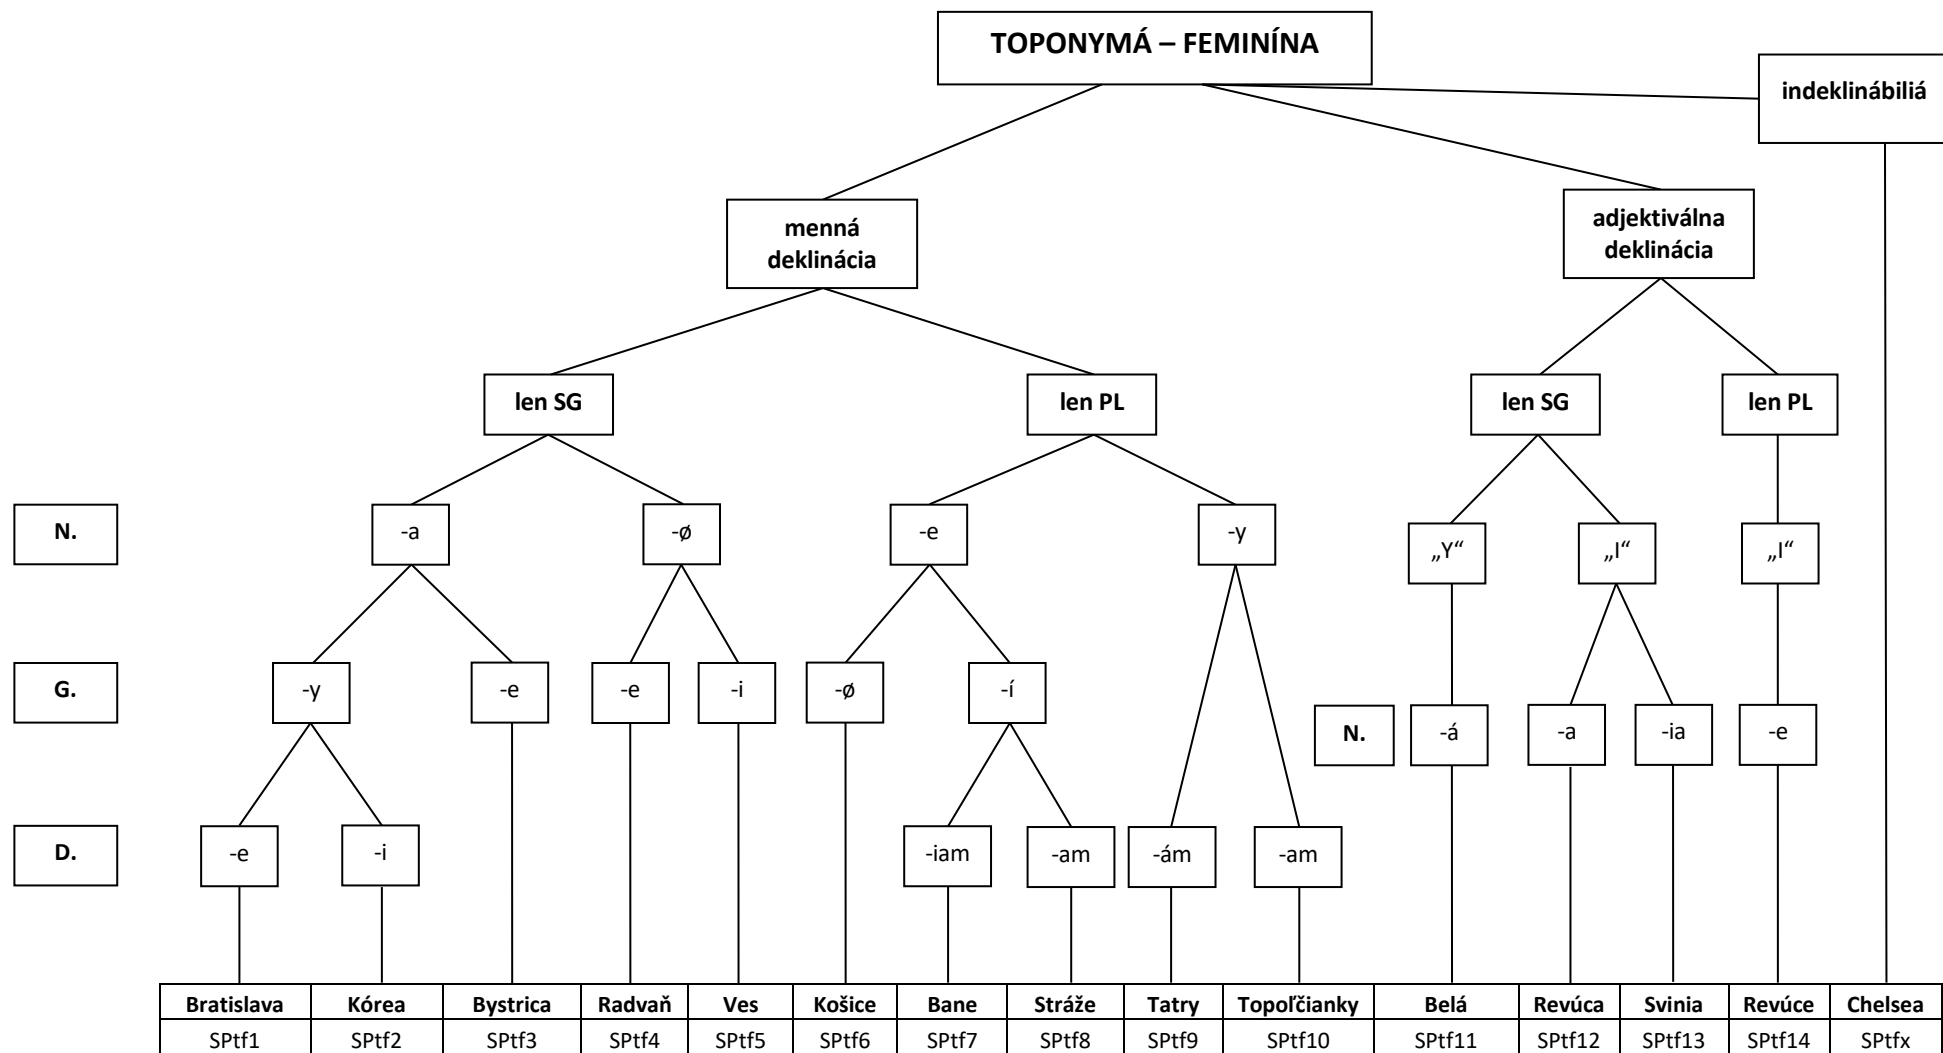 TOPONYMÁ – FEMINÍNA
indeklinábiliá
menná
deklinácia
adjektiválna
deklinácia
len SG
len PL
len SG
len PL
N.
-a
-ø
-e
-y
„Y“
„I“
„I“
G.
-y
-e
-e
-i
-ø
-í
N.
-á
-a
-ia
-e
D.
-e
-i
-iam
-am
-ám
-am
Bratislava Kórea Bystrica Radvaň Ves Košice Bane Stráže Tatry Topoľčianky Belá Revúca Svinia Revúce Chelsea
SPtf1 SPtf2 SPtf3 SPtf4 SPtf5 SPtf6 SPtf7 SPtf8 SPtf9 SPtf10 SPtf11 SPtf12 SPtf13 SPtf14 SPtfx